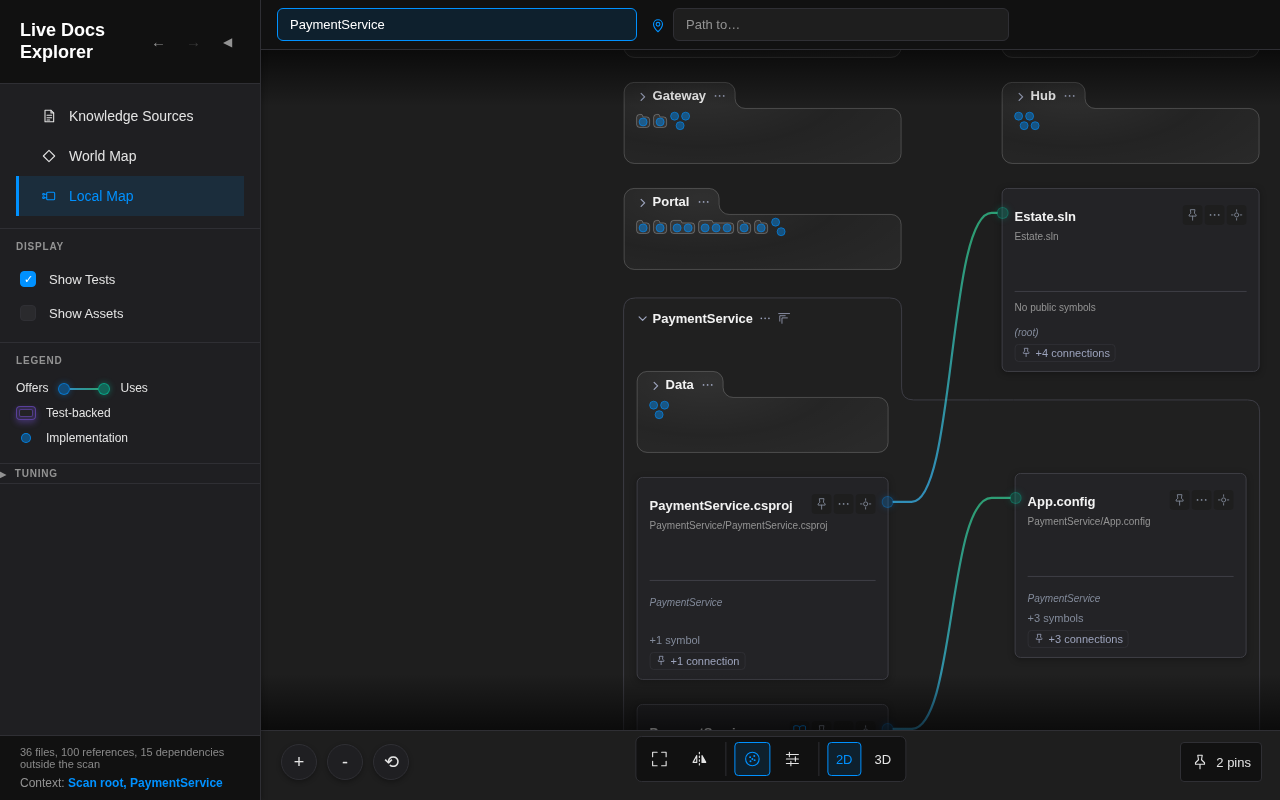 Live Docs
Explorer
PaymentService
Path to…
Knowledge Sources
World Map
Local Map
DISPLAY
Show Tests
Show Assets
LEGEND
Offers
Uses
Test-backed
Implementation
TUNING
36 files, 100 references, 15 dependencies
outside the scan
Context: Scan root, PaymentService
Gateway
Hub
Portal
Estate.sln
Estate.sln
No public symbols
(root)
+4 connections
PaymentService
Data
PaymentService.csproj
PaymentService/PaymentService.csproj
PaymentService
+1 symbol
+1 connection
App.config
PaymentService/App.config
PaymentService
+3 symbols
+3 connections
+
-
2D
3D
2 pins